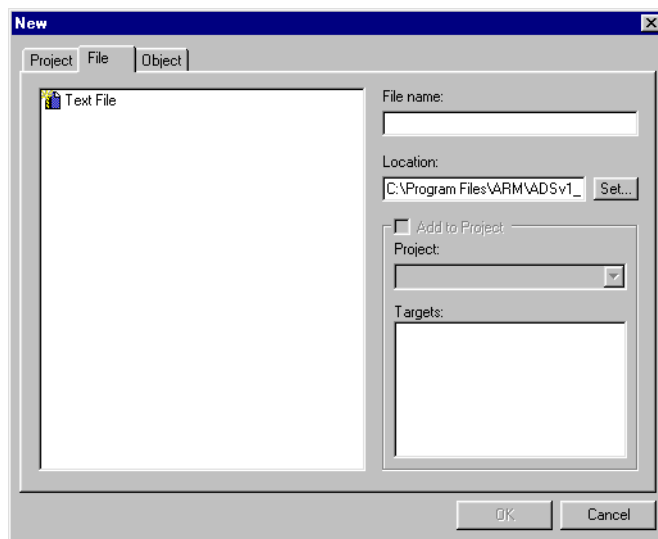 New
Project
File
Object
Text File
File name:
Location:
C:\Program Files\ARM\ADSv1_
Set...
Add to Project
Project:
Targets:
OK
Cancel